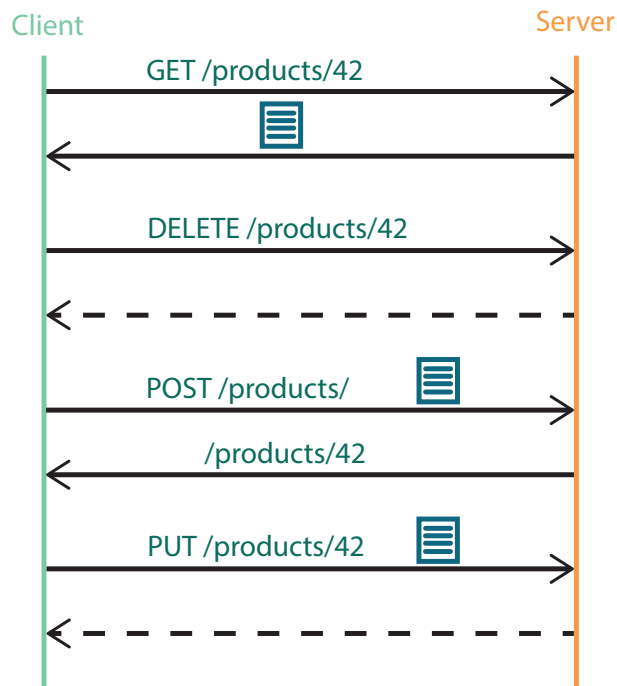 Client
Server
GET /products/42
DELETE /products/42
POST /products/
/products/42
PUT /products/42